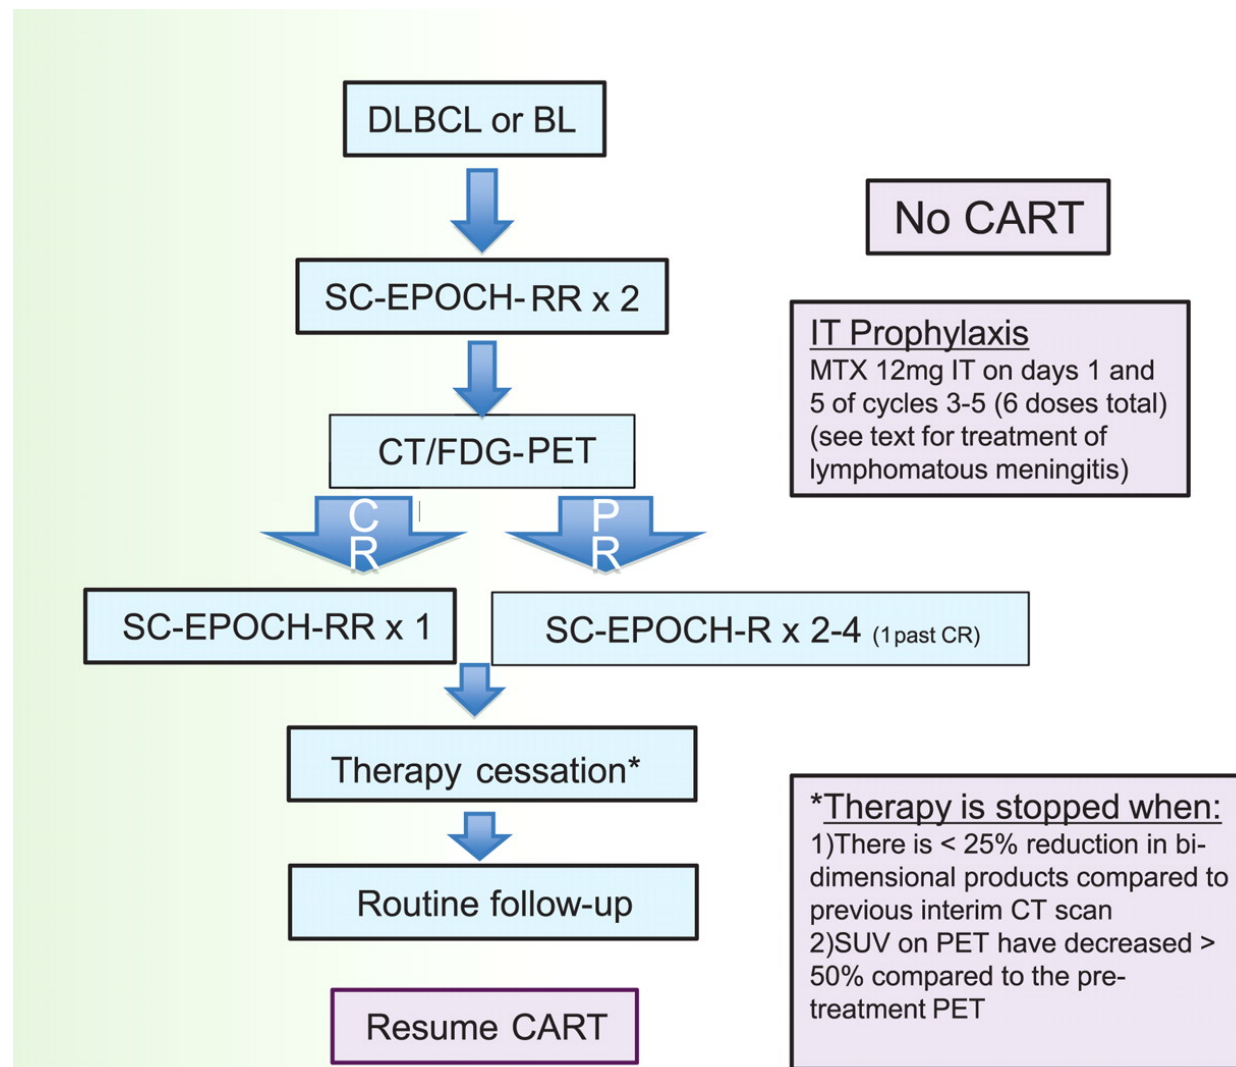 DLBCL or BL
No CART
SC-EPOCH-RR x 2
IT Prophylaxis
MTX 12mg IT on days 1 and
5 of cycles 3-5 (6 doses total)
(see text for treatment of
lymphomatous meningitis)
CT/FDG-PET
C
R
P
R
SC-EPOCH-RR x 1
SC-EPOCH-R x 2-4 (1past CR)
Therapy cessation*
*Therapy is stopped when:
1)There is < 25% reduction in bi-
dimensional products compared to
previous interim CT scan
2)SUV on PET have decreased >
50% compared to the pre-
treatment PET
Routine follow-up
Resume CART